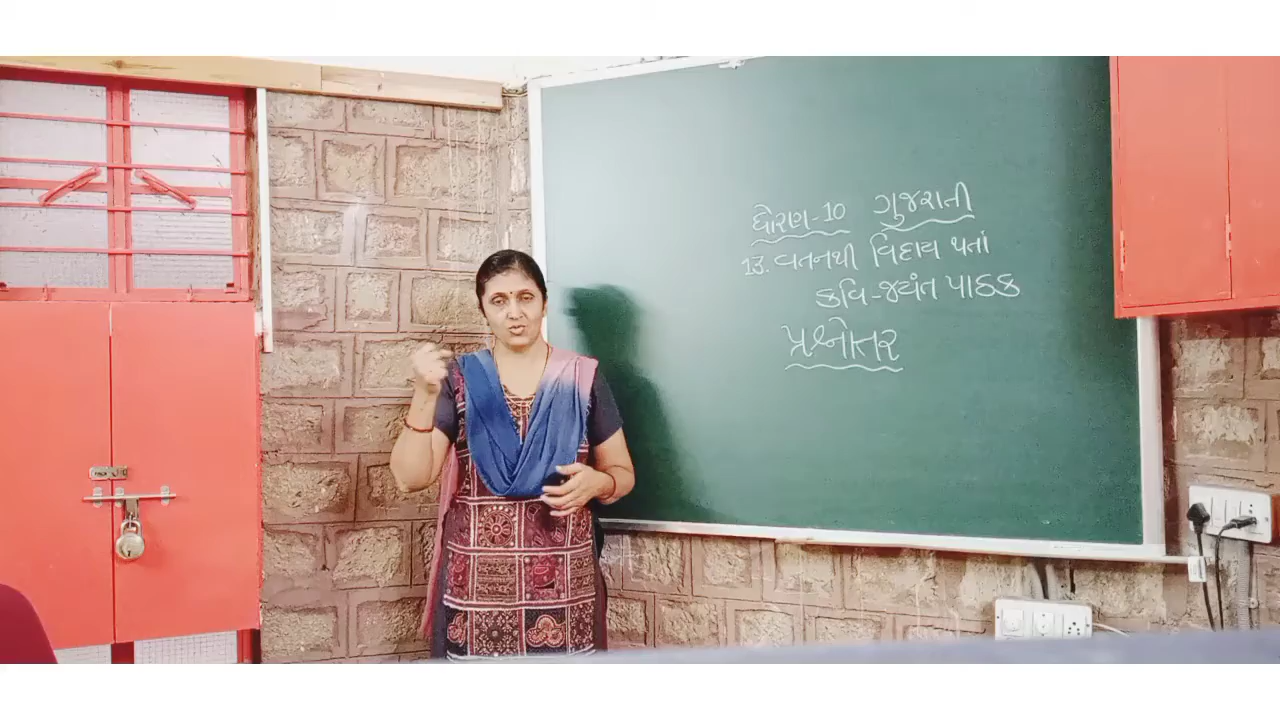 ધોરણ-10 ગુજરાતી
13. વતનથી વિદાય થતાં
કવિ-જયંત પાઠક
પ્રશ્નોતર